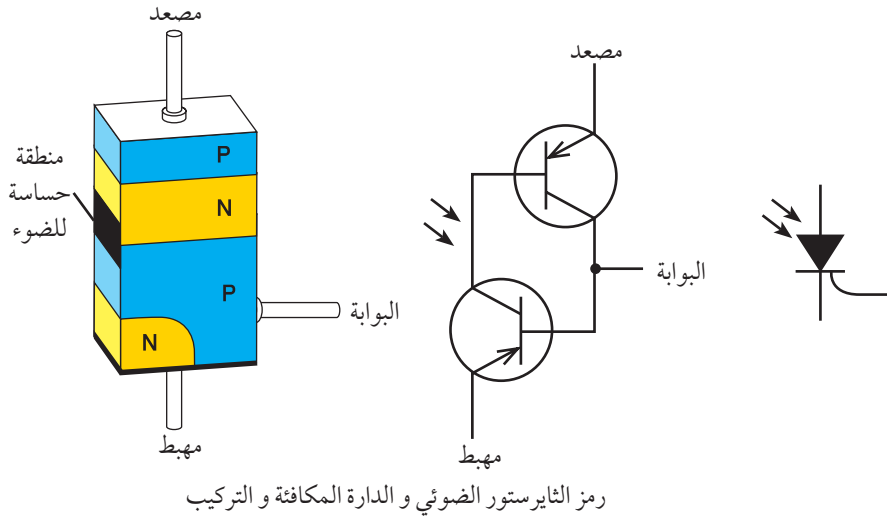 مصعد
مصعد
منطقة
حساسة
للضوء
P
N
P
N
البوابة
البوابة
مهبط
مهبط
رمز الثايرستور الضوئي و الدارة المكافئة و التركيب